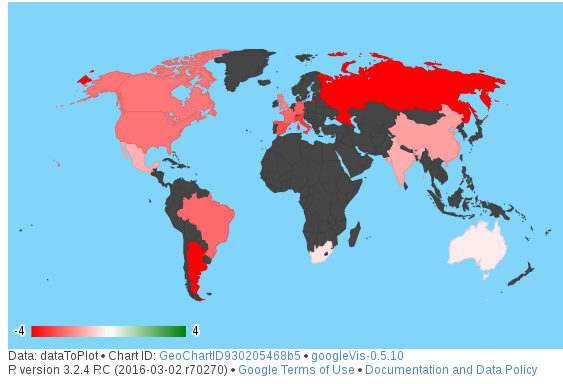 -4 4
Data: dataToPlot • Chart ID: GeoChartID930205468b5 • googleVis-0.5.10
R version 3.2.4 RC (2016-03-02 r70270) • Google Terms of Use • Documentation and Data Policy